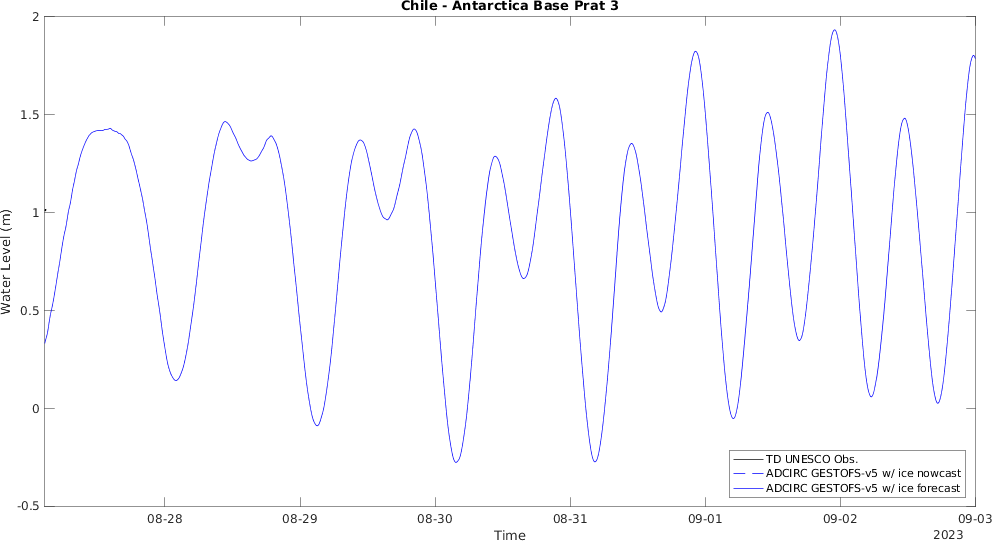 Chile - Antarctica Base Prat 3
2
1.5
1
0.5
0
-0.5
Water Level (m)
08-28 08-29 08-30 08-31 09-01 09-02 09-03
Time
2023
TD UNESCO Obs.
ADCIRC GESTOFS-v5 w/ ice nowcast
ADCIRC GESTOFS-v5 w/ ice forecast